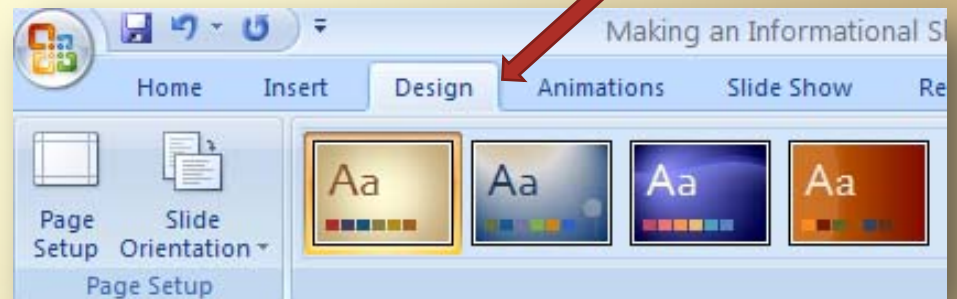 Making an Informational Sl
Home Insert Design Animations Slide Show Re
Aa Aa Aa Aa
Page Setup Slide Orientation
Page Setup